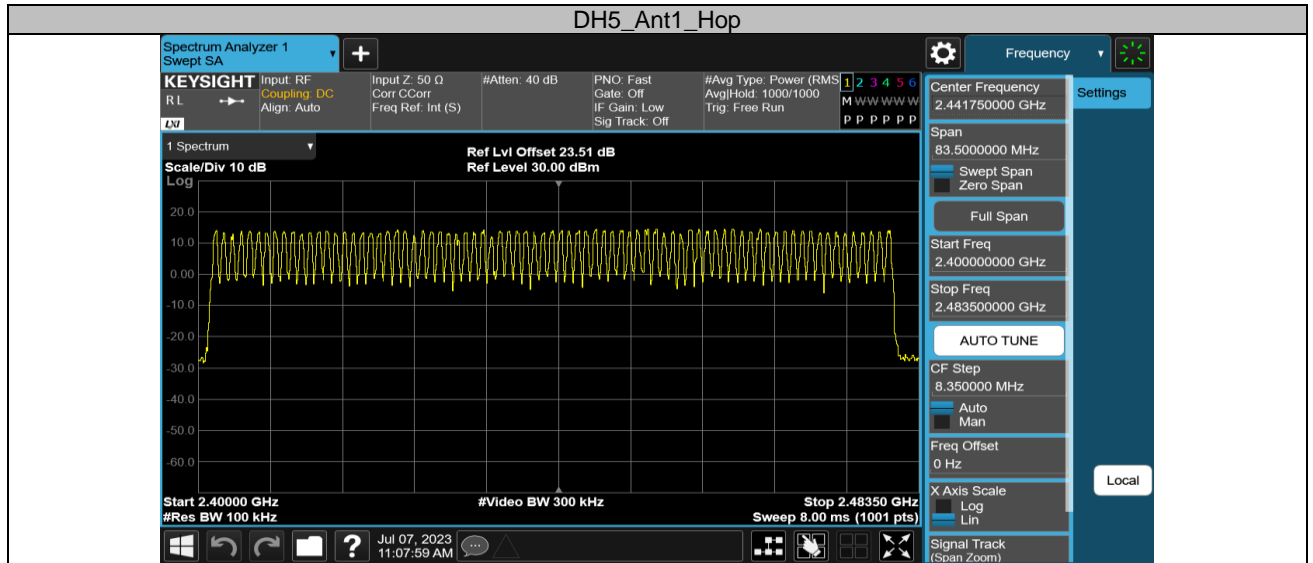 DH5_Ant1_Hop
Spectrum Analyzer 1
Swept SA
Frequency
KEYSIGHT
R L
LXI
Input: RF
Coupling: DC
Align: Auto
Input Z: 50 Ω
Corr CCorr
Freq Ref: Int (S)
#Atten: 40 dB
PNO: Fast
Gate: Off
IF Gain: Low
Sig Track: Off
#Avg Type: Power (RMS
Avg|Hold: 1000/1000
Trig: Free Run
1 2 3 4 5 6
M W W W W W
P P P P P P
1 Spectrum
Scale/Div 10 dB
Log
Ref Lvl Offset 23.51 dB
Ref Level 30.00 dBm
20.0
10.0
0.00
-10.0
-20.0
-30.0
-40.0
-50.0
-60.0
Start 2.40000 GHz
#Video BW 300 kHz
Stop 2.48350 GHz
#Res BW 100 kHz
Sweep 8.00 ms (1001 pts)
Jul 07, 2023
11:07:59 AM
Center Frequency
2.441750000 GHz
Settings
Span
83.5000000 MHz
Swept Span
Zero Span
Full Span
Start Freq
2.400000000 GHz
Stop Freq
2.483500000 GHz
AUTO TUNE
CF Step
8.350000 MHz
Auto
Man
Freq Offset
0 Hz
Local
X Axis Scale
Log
Lin
Signal Track
(Span Zoom)